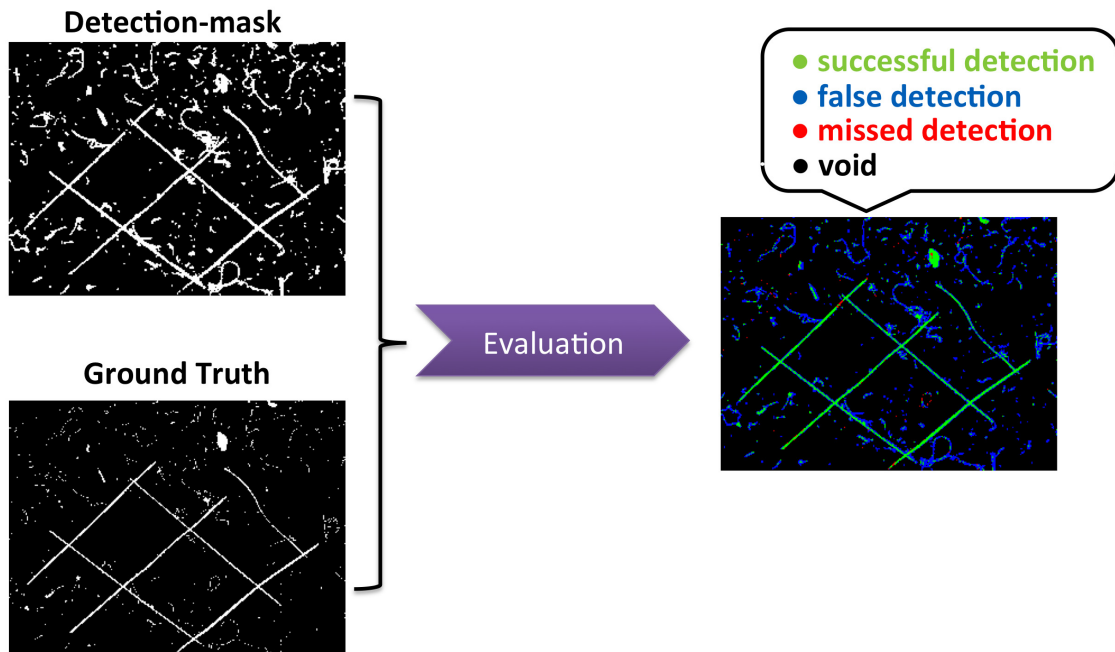 Detection-mask
● successful detection
● false detection
● missed detection
● void
Evaluation
Ground Truth